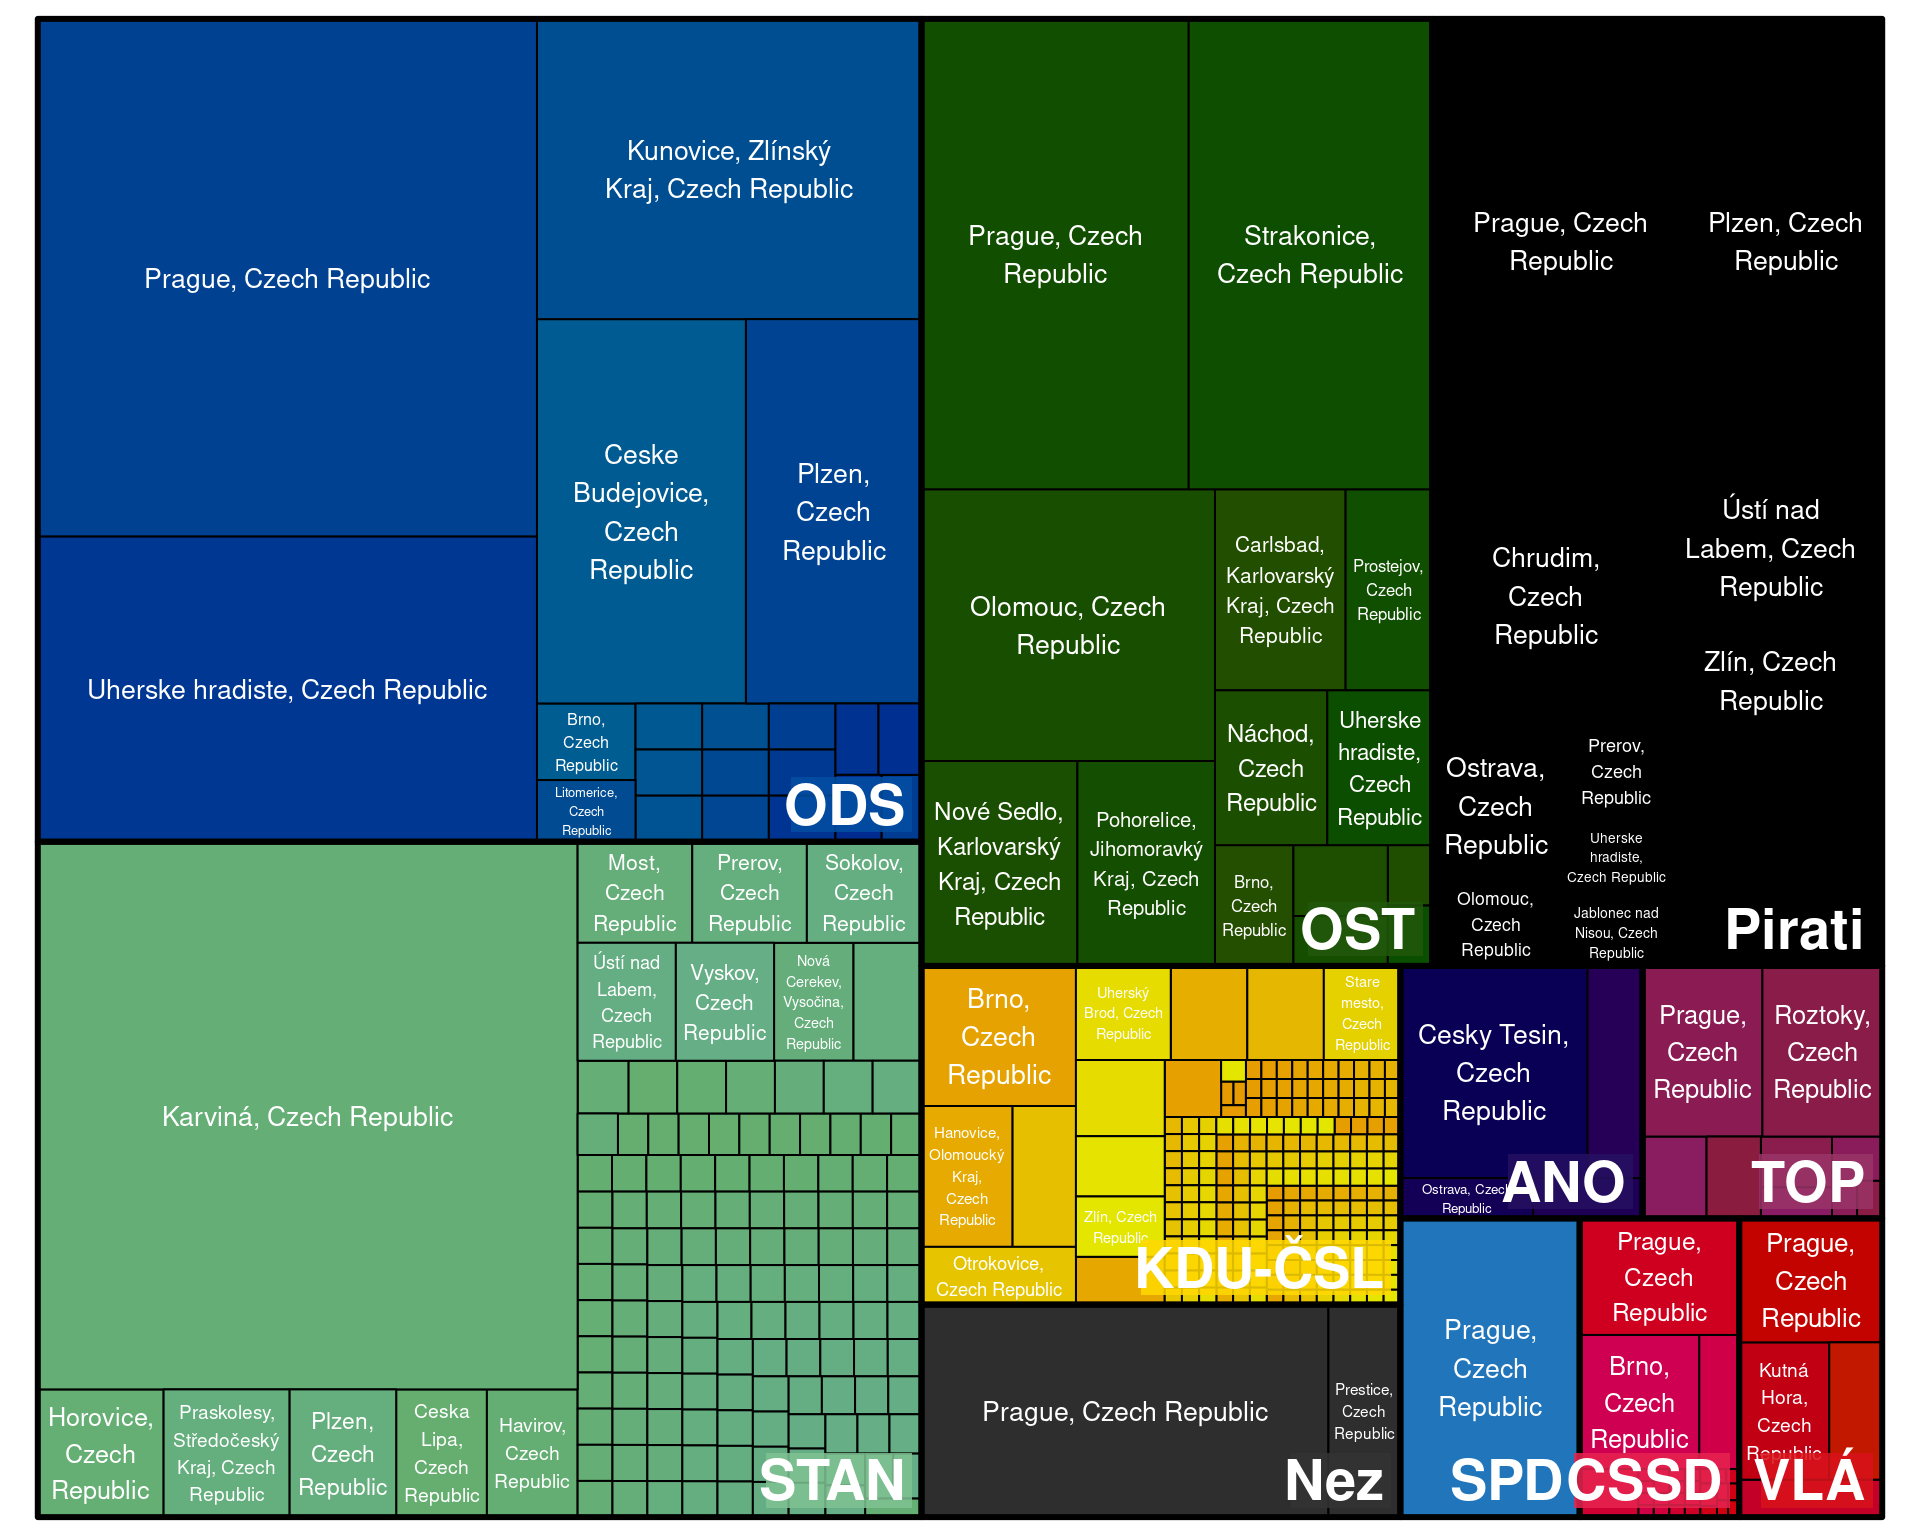 Prague, Czech Republic
Uherske hradiste, Czech Republic
Kunovice, Zlínský
Kraj, Czech Republic
Ceske
Budejovice,
Czech
Republic
Plzen,
Czech
Republic
Brno,
Czech
Republic
Litomerice,
Czech
Republic
ODS
Karviná, Czech Republic
Horovice,
Czech
Republic
Praskolesy,
Středočeský
Kraj, Czech
Republic
Plzen,
Czech
Republic
Ceska
Lipa,
Czech
Republic
Havirov,
Czech
Republic
Most,
Czech
Republic
Prerov,
Czech
Republic
Sokolov,
Czech
Republic
Ústí nad
Labem,
Czech
Republic
Vyskov,
Czech
Republic
Nová
Cerekev,
Vysočina,
Czech
Republic
STAN
Prague, Czech
Republic
Strakonice,
Czech Republic
Olomouc, Czech
Republic
Carlsbad,
Karlovarský
Kraj, Czech
Republic
Prostejov,
Czech
Republic
Náchod,
Czech
Republic
Uherske
hradiste,
Czech
Republic
Nové Sedlo,
Karlovarský
Kraj, Czech
Republic
Pohorelice,
Jihomoravký
Kraj, Czech
Republic
Brno,
Czech
Republic
OST
Prague, Czech
Republic
Plzen, Czech
Republic
Chrudim,
Czech
Republic
Ústí nad
Labem, Czech
Republic
Zlín, Czech
Republic
Ostrava,
Czech
Republic
Prerov,
Czech
Republic
Uherske
hradiste,
Czech Republic
Olomouc,
Czech
Republic
Jablonec nad
Nisou, Czech
Republic
Pirati
Brno,
Czech
Republic
Uherský
Brod, Czech
Republic
Stare
mesto,
Czech
Republic
Hanovice,
Olomoucký
Kraj,
Czech
Republic
Zlín, Czech
Republic
Otrokovice,
Czech Republic
KDU-ČSL
Prague, Czech Republic
Prestice,
Czech
Republic
Nez
Cesky Tesin,
Czech
Republic
Ostrava, Czech
Republic
ANO
Prague,
Czech
Republic
Roztoky,
Czech
Republic
TOP
Prague,
Czech
Republic
SPD
Prague,
Czech
Republic
Brno,
Czech
Republic
CSSD
Prague,
Czech
Republic
Kutná
Hora,
Czech
Republic
VLÁ